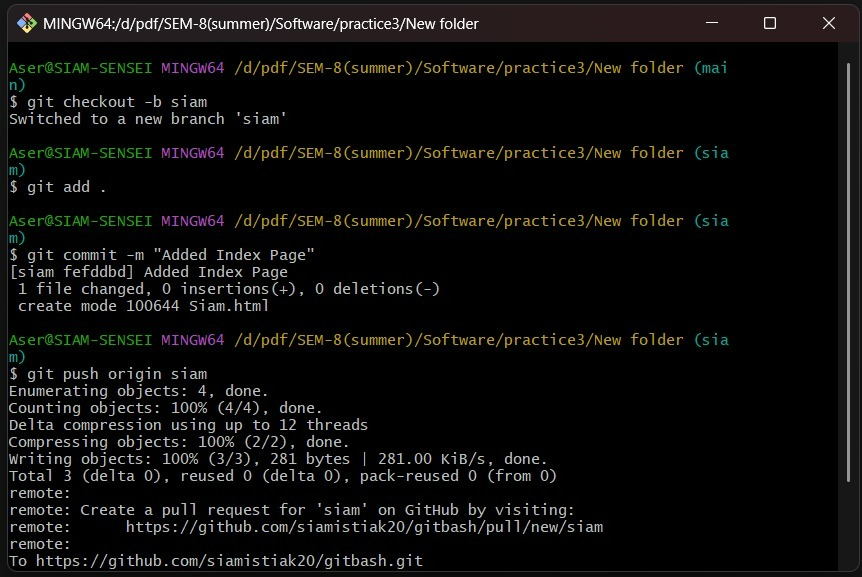 MINGW64:/d/pdf/SEM-8(summer)/Software/practice3/New folder
Aser@SIAM-SENSEI MINGW64 /d/pdf/SEM-8(summer)/Software/practice3/New folder (mai
n)
$ git checkout -b siam
Switched to a new branch 'siam'
Aser@SIAM-SENSEI MINGW64 /d/pdf/SEM-8(summer)/Software/practice3/New folder (sia
m)
$ git add .
Aser@SIAM-SENSEI MINGW64 /d/pdf/SEM-8(summer)/Software/practice3/New folder (sia
m)
$ git commit -m "Added Index Page"
[siam fefddbd] Added Index Page
 1 file changed, 0 insertions(+), 0 deletions(-)
 create mode 100644 Siam.html
Aser@SIAM-SENSEI MINGW64 /d/pdf/SEM-8(summer)/Software/practice3/New folder (sia
m)
$ git push origin siam
Enumerating objects: 4, done.
Counting objects: 100% (4/4), done.
Delta compression using up to 12 threads
Compressing objects: 100% (2/2), done.
Writing objects: 100% (3/3), 281 bytes | 281.00 KiB/s, done.
Total 3 (delta 0), reused 0 (delta 0), pack-reused 0 (from 0)
remote:
remote: Create a pull request for 'siam' on GitHub by visiting:
remote:      https://github.com/siamistiak20/gitbash/pull/new/siam
remote:
To https://github.com/siamistiak20/gitbash.git